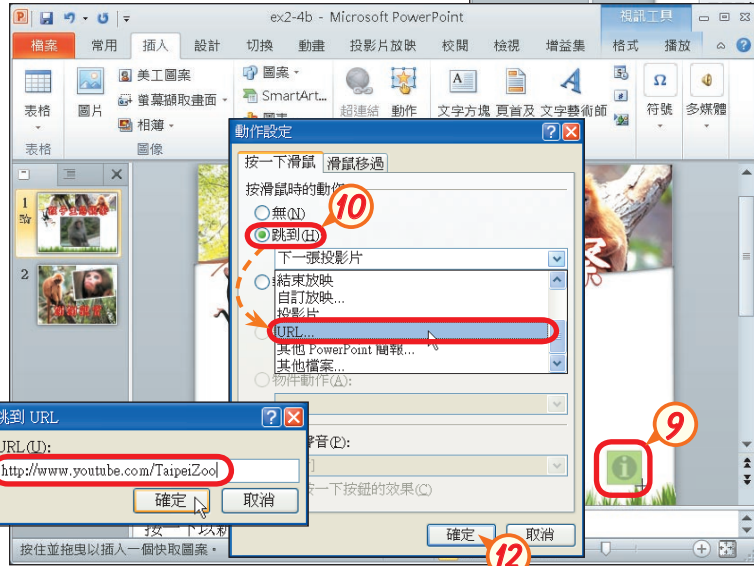 ex2-4b - Microsoft PowerPoint
視訊工具
檔案 常用 插入 設計 切換 動畫 投影片放映 校閱 檢視 增益集 格式 播放
表格
圖片
美工圖案
螢幕擷取畫面
相簿
圖案
SmartArt...
超連結 動作 文字方塊 頁首及 文字藝術師 符號 多媒體
表格 圖像
1
2
動作設定
按一下滑鼠 滑鼠移過
按滑鼠時的動作
10
無(N)
跳到(H)
下一張投影片
結束放映
自訂放映...
投影片
URL...
其他 PowerPoint 簡報...
其他檔案...
物件動作(A):
聲音(P):
按一下按鈕的效果(C)
確定 取消
12
9
跳到 URL
URL(U):
http://www.youtube.com/TaipeiZoo
確定 取消
按一下以新
按住並拖曳以插入一個快取圖案。